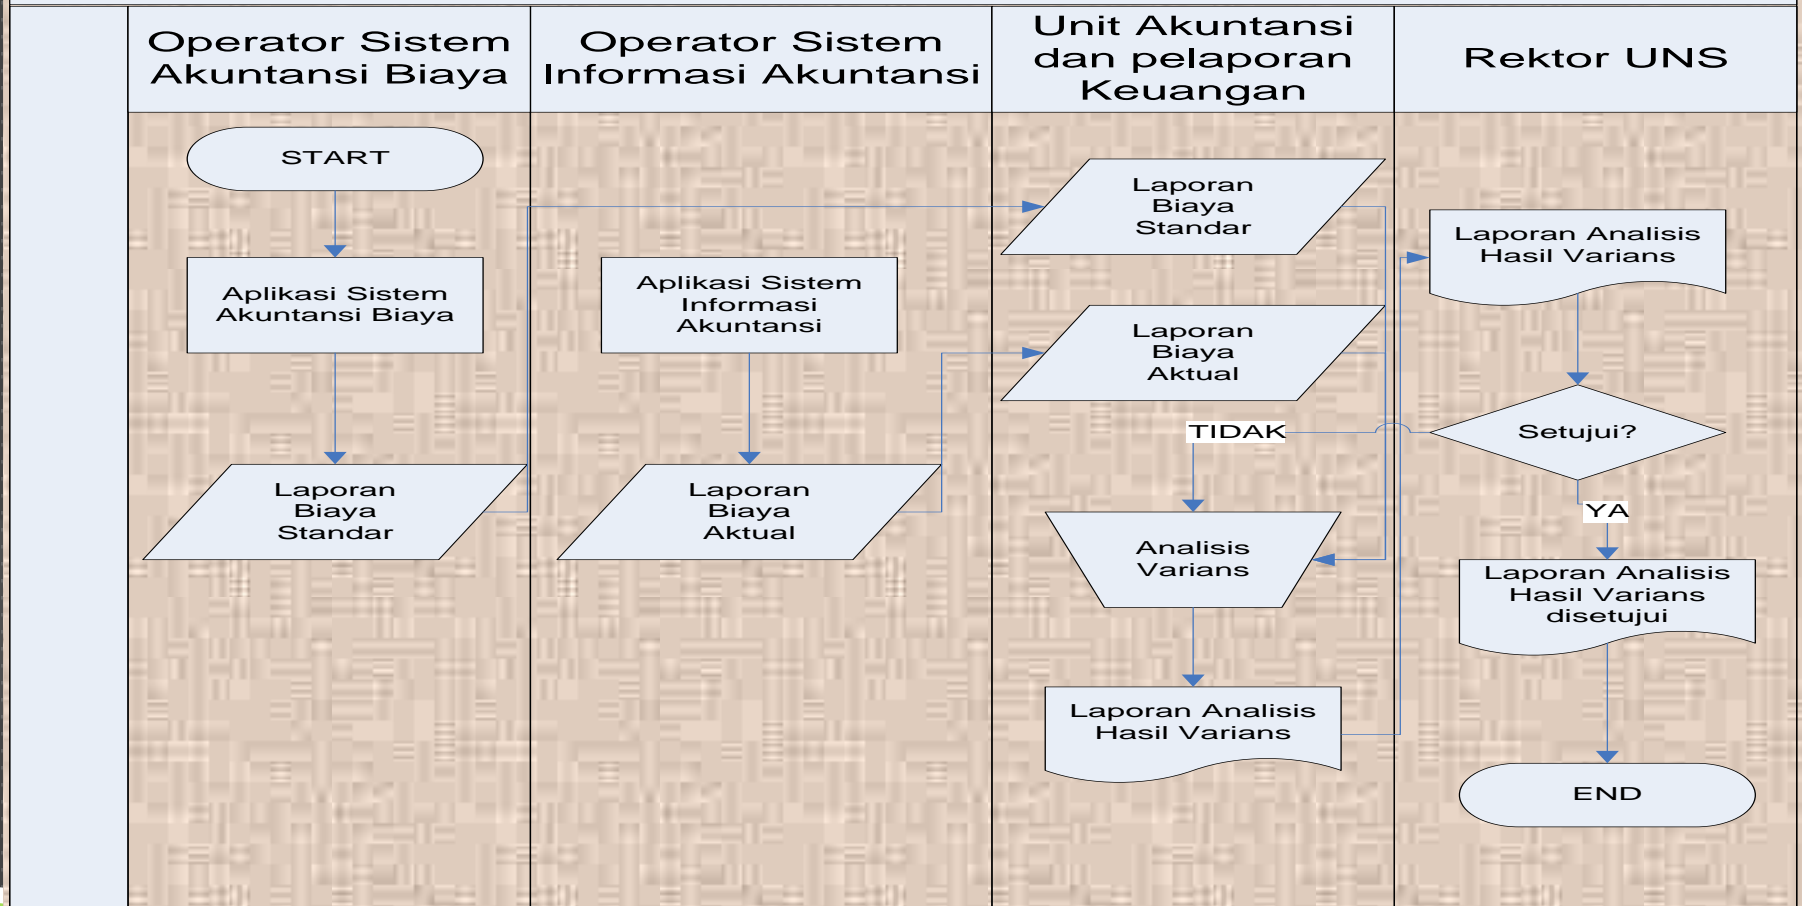 Operator Sistem
Akuntansi Biaya
Operator Sistem
Informasi Akuntansi
Unit Akuntansi
dan pelaporan
Keuangan
Rektor UNS
START
Aplikasi Sistem
Akuntansi Biaya
Laporan
Biaya
Standar
Aplikasi Sistem
Informasi
Akuntansi
Laporan
Biaya
Aktual
Laporan
Biaya
Standar
Laporan
Biaya
Aktual
TIDAK
Analisis
Varians
Laporan Analisis
Hasil Varians
Laporan Analisis
Hasil Varians
Setujui?
YA
Laporan Analisis
Hasil Varians
disetujui
END